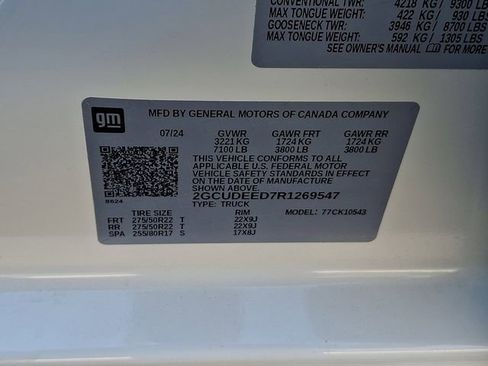 CONVENTIONAL TWR: 4218 KG / 9300 LBS
MAX TONGUE WEIGHT: 422 KG / 930 LBS
GOOSENECK TWR: 3946 KG / 8700 LBS
MAX TONGUE WEIGHT: 592 KG / 1305 LBS
SEE OWNER'S MANUAL FOR MORE INFORMATION
gm
MFD BY GENERAL MOTORS OF CANADA COMPANY
07/24 GVWR GAWR FRT GAWR RR
3221 KG 1724 KG 1724 KG
7100 LB 3800 LB 3800 LB
THIS VEHICLE CONFORMS TO ALL
APPLICABLE U.S. FEDERAL MOTOR
VEHICLE SAFETY STANDARDS IN EFFECT
ON THE DATE OF MANUFACTURE
SHOWN ABOVE.
2GCUDEED7R1269547
8624
TYPE: TRUCK
TIRE SIZE RIM MODEL: 77CK10543
FRT 275/50R22 T 22X9J
RR 275/50R22 T 22X9J
SPA 255/80R17 S 17X8J